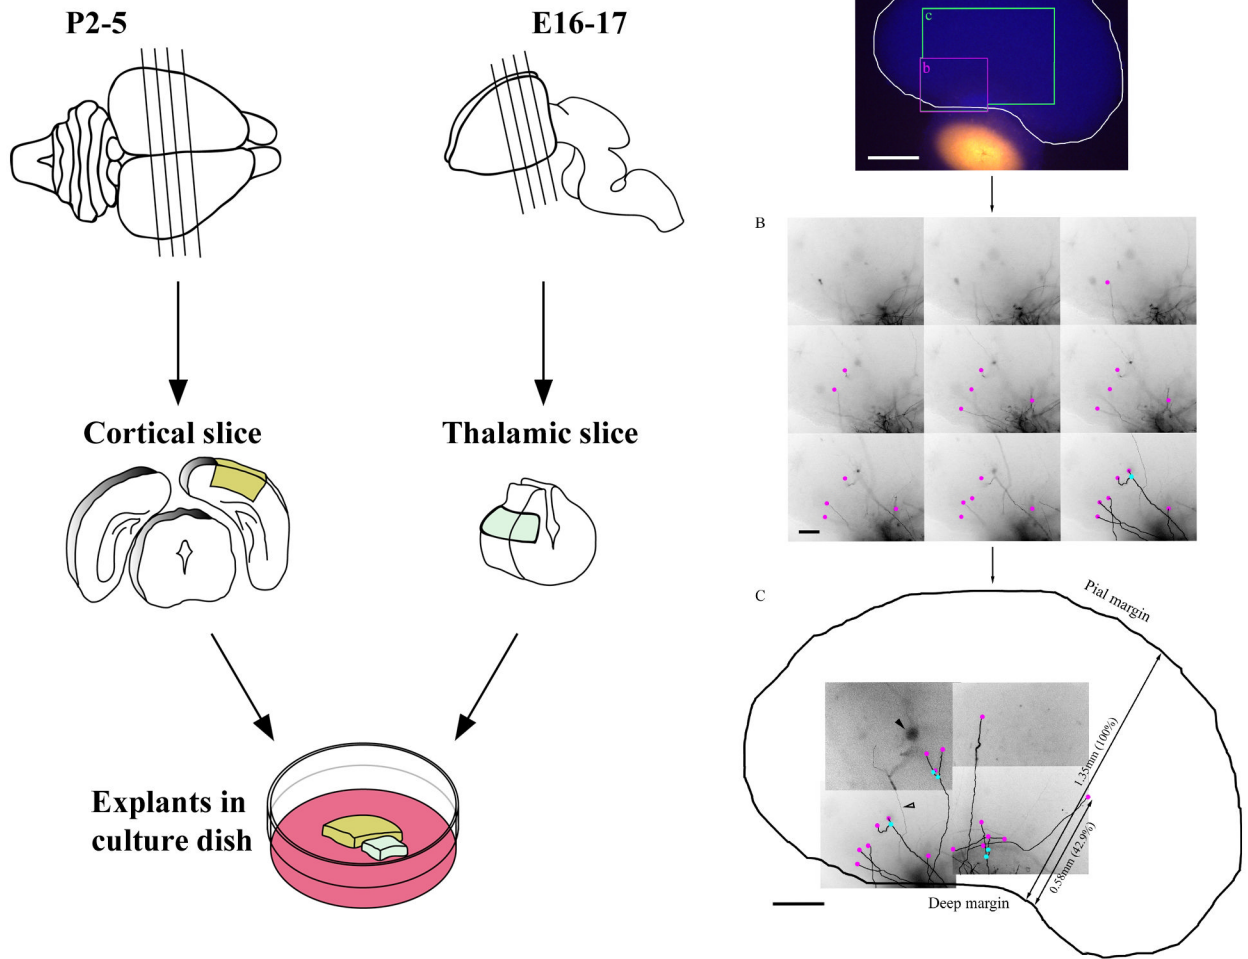 P2-5
E16-17
Cortical slice
Thalamic slice
Explants in
culture dish
c
b
B
C
Pial margin
1.35mm (100%)
0.58mm (42.9%)
Deep margin